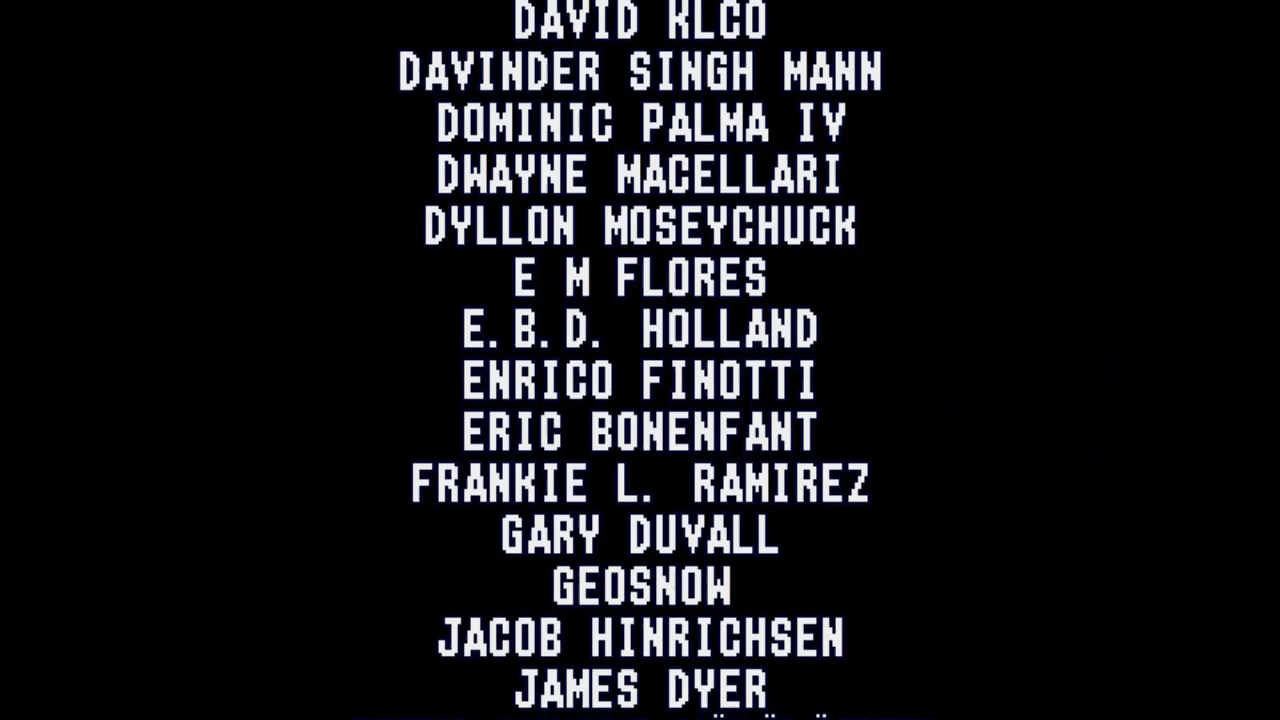 DAVID KLCO
DAVINDER SINGH MANN
DOMINIC PALMA IV
DWAYNE MACELLARI
DYLLON MOSEYCHUCK
E M FLORES
E.B.D. HOLLAND
ENRICO FINOTTI
ERIC BONENFANT
FRANKIE L. RAMIREZ
GARY DUVALL
GEOSNOW
JACOB HINRICHSEN
JAMES DYER